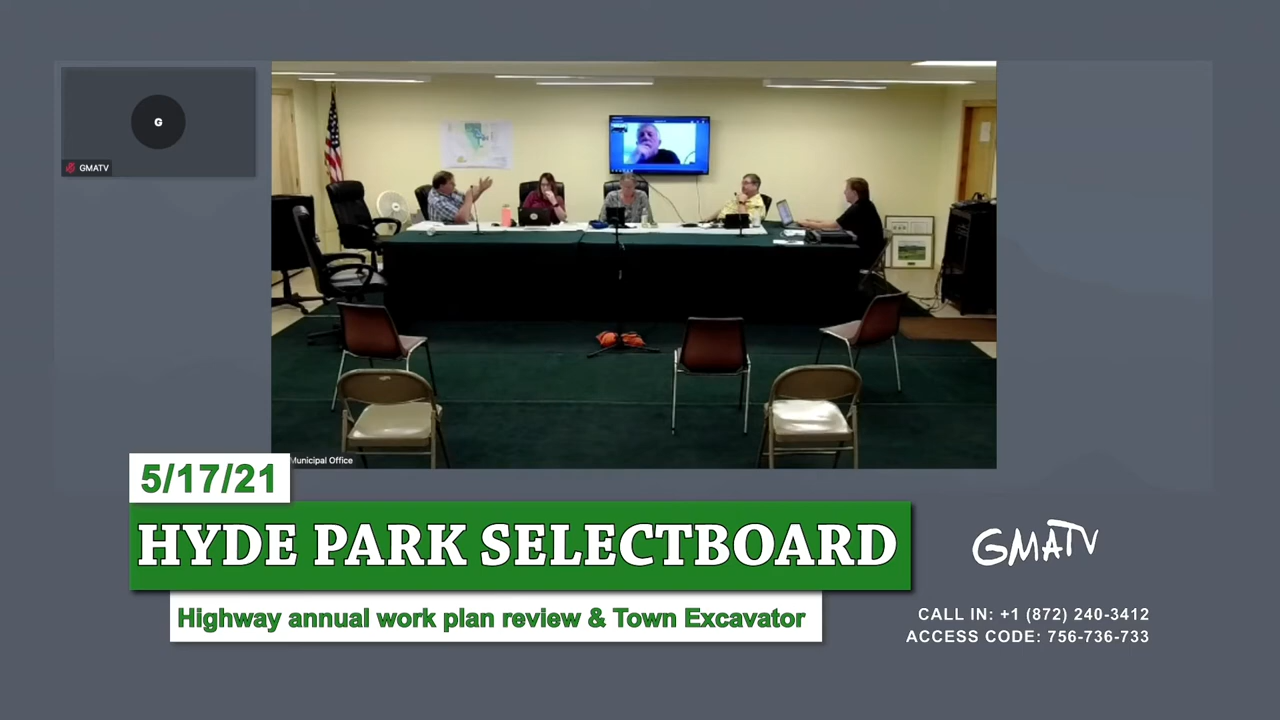 G
GMATV
Municipal Office
5/17/21
HYDE PARK SELECTBOARD
Highway annual work plan review & Town Excavator
GMATV
CALL IN: +1 (872) 240-3412
ACCESS CODE: 756-736-733